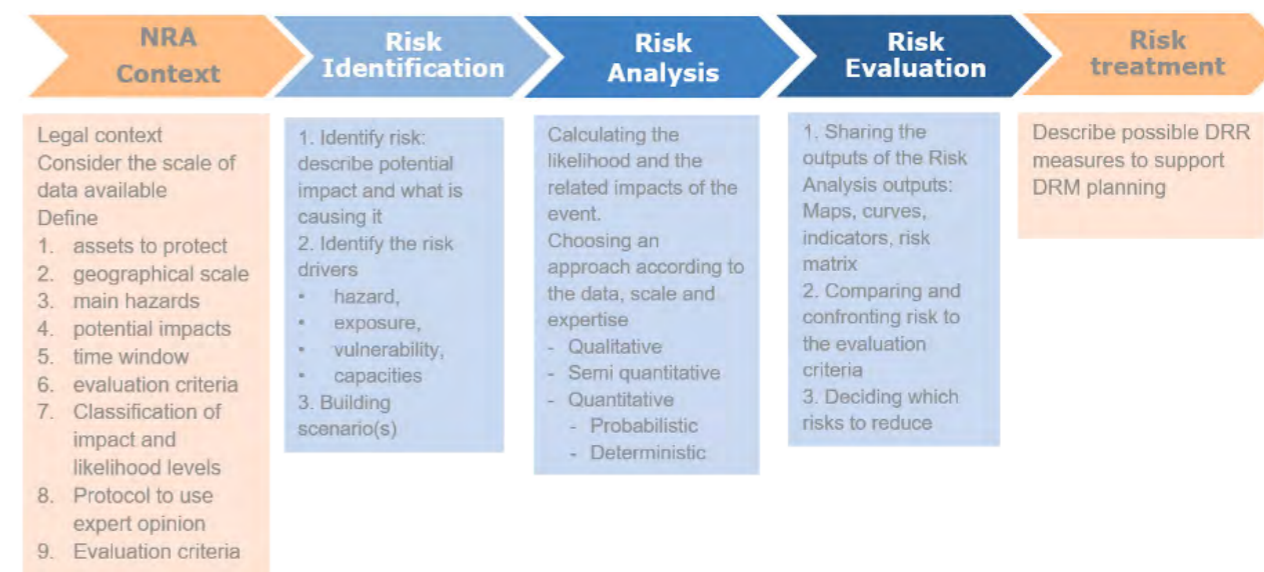 NRA
Context
Risk
Identification
Risk
Analysis
Risk
Evaluation
Risk
treatment
Legal context
Consider the scale of
data available
Define
1. assets to protect
2. geographical scale
3. main hazards
4. potential impacts
5. time window
6. evaluation criteria
7. Classification of
impact and
likelihood levels
8. Protocol to use
expert opinion
9. Evaluation criteria
1. Identify risk:
describe potential
impact and what is
causing it
2. Identify the risk
drivers
• hazard,
• exposure,
• vulnerability,
• capacities
3. Building
scenario(s)
Calculating the
likelihood and the
related impacts of the
event.
Choosing an
approach according to
the data, scale and
expertise
- Qualitative
- Semi quantitative
- Quantitative
- Probabilistic
- Deterministic
1. Sharing the
outputs of the Risk
Analysis outputs:
Maps, curves,
indicators, risk
matrix
2. Comparing and
confronting risk to
the evaluation
criteria
3. Deciding which
risks to reduce
Describe possible DRR
measures to support
DRM planning